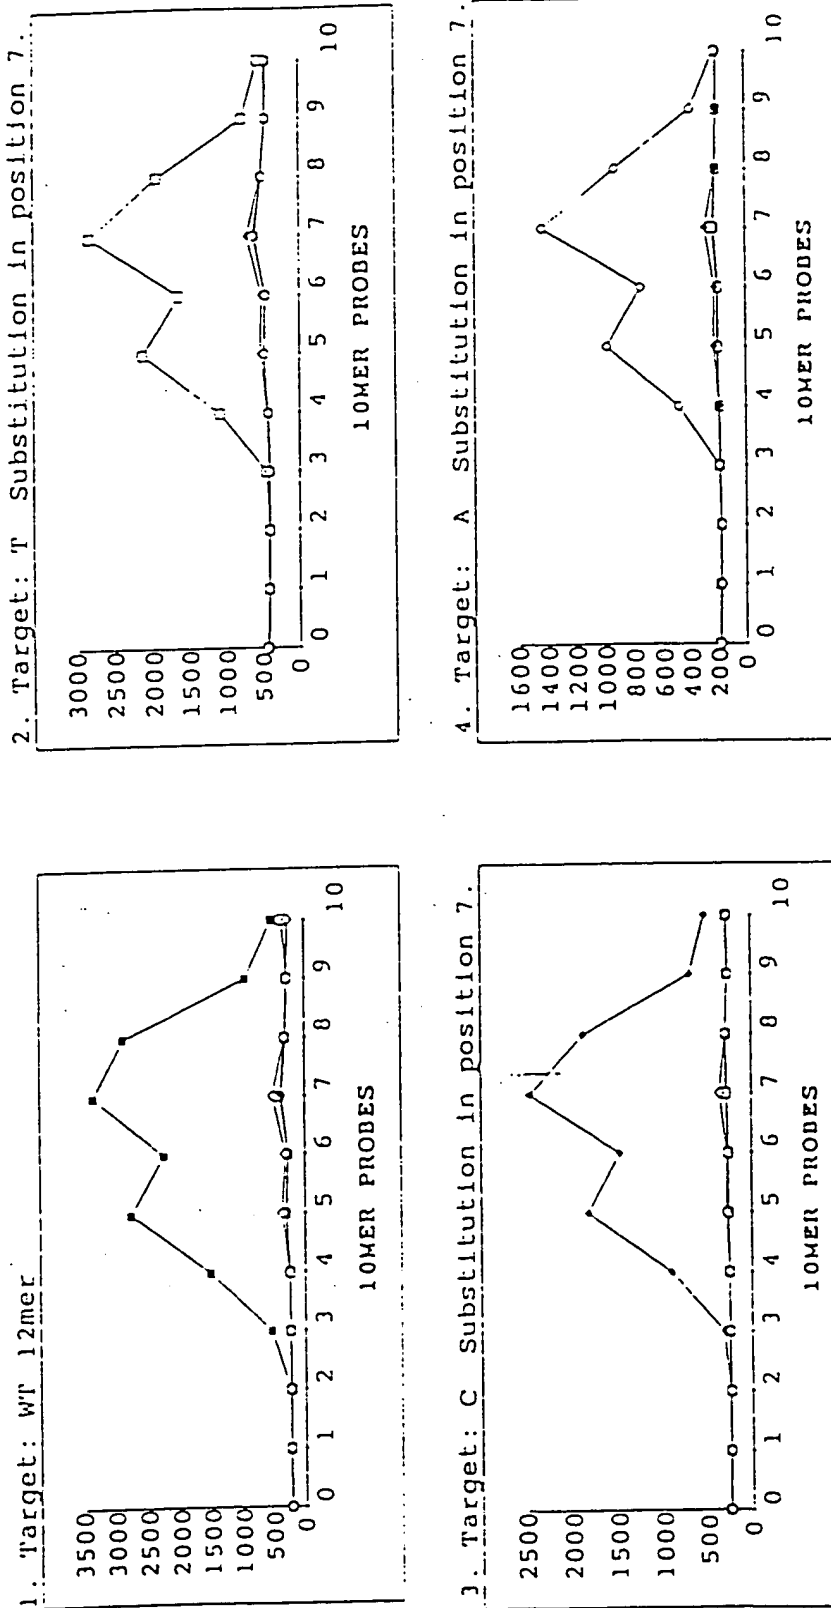 1. Target: WT 12mer
3500
3000
2500
2000
1500
1000
500
0
0 1 2 3 4 5 6 7 8 9 10
10MER PROBES
2. Target: T Substitution in position 7.
3000
2500
2000
1500
1000
500
0
0 1 2 3 4 5 6 7 8 9 10
10MER PROBES
3. Target: C Substitution in position 7.
2500
2000
1500
1000
500
0
0 1 2 3 4 5 6 7 8 9 10
10MER PROBES
4. Target: A Substitution in position 7.
1600
1400
1200
1000
800
600
400
200
0
0 1 2 3 4 5 6 7 8 9 10
10MER PROBES